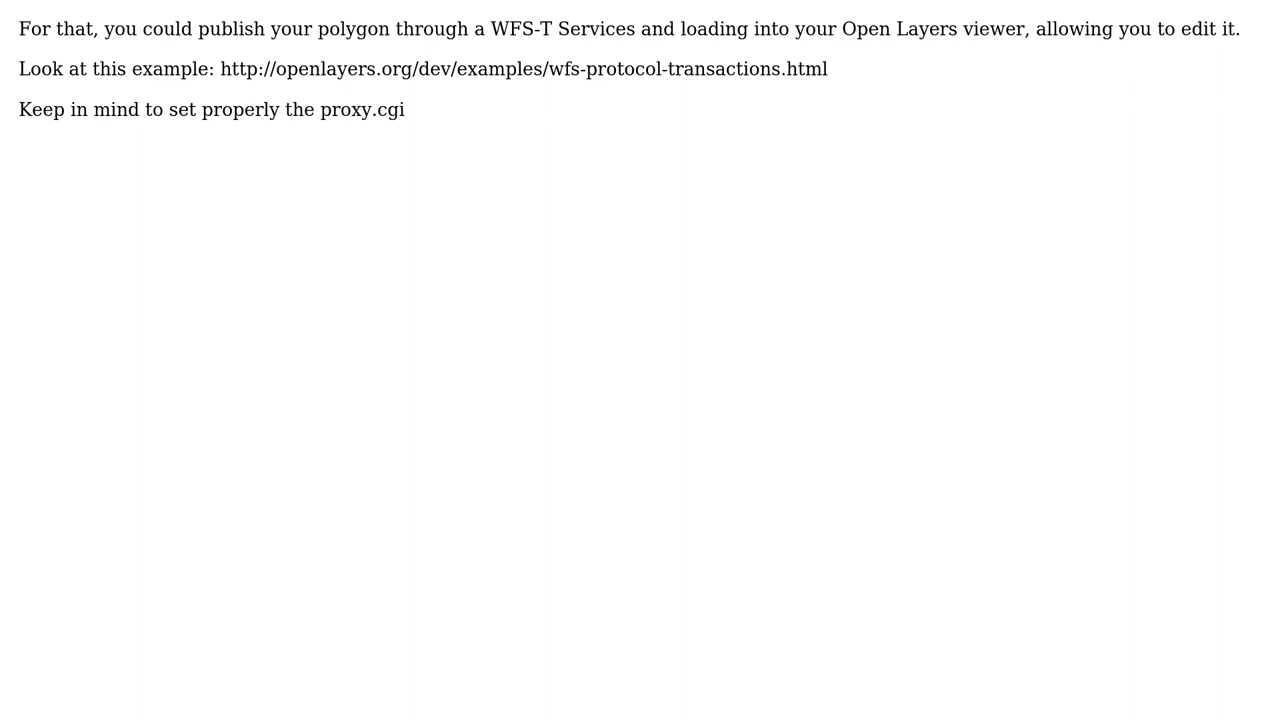 For that, you could publish your polygon through a WFS-T Services and loading into your Open Layers viewer, allowing you to edit it.
Look at this example: http://openlayers.org/dev/examples/wfs-protocol-transactions.html
Keep in mind to set properly the proxy.cgi